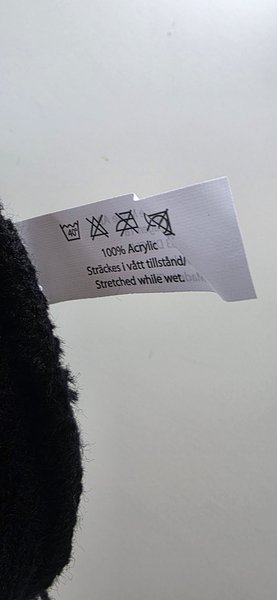 40
100% Acrylic
Sträckes i vått tillstånd/
Stretched while wet.